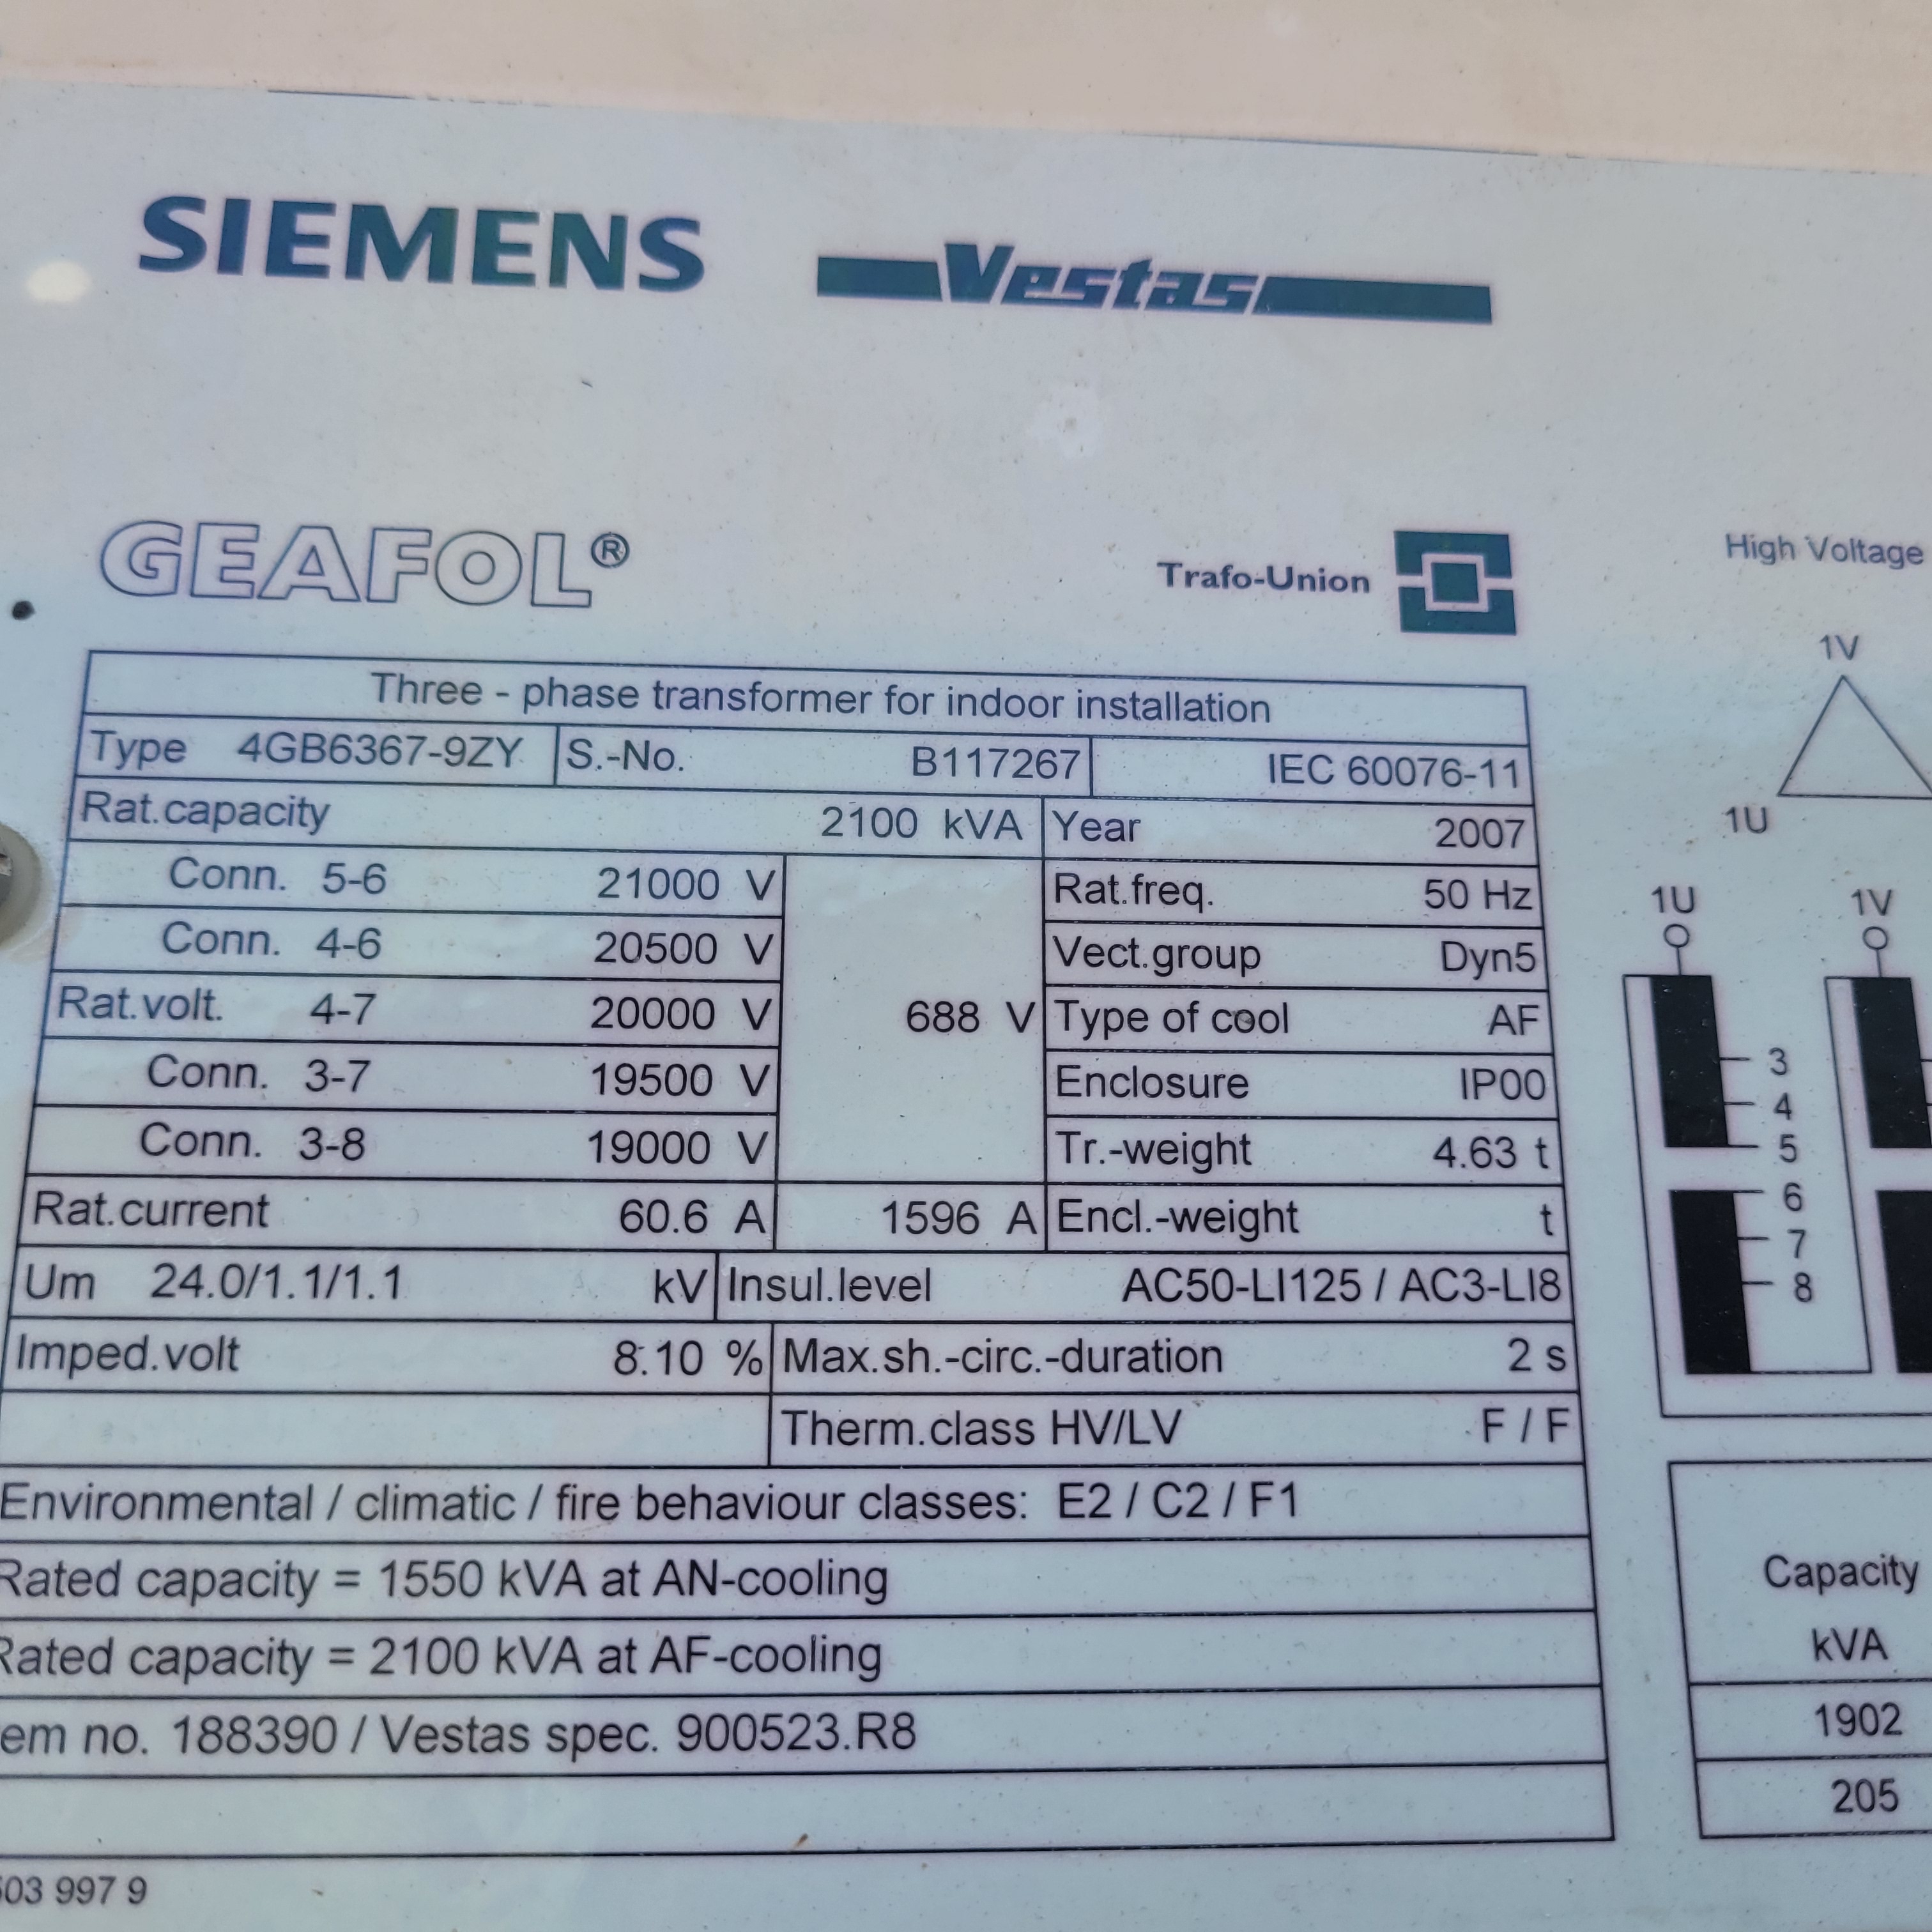 SIEMENS Vestas
GEAFOL®
Trafo-Union
Three - phase transformer for indoor installation
Type 4GB6367-9ZY S.-No. B117267 IEC 60076-11
Rat.capacity 2100 kVA Year 2007
Conn. 5-6 21000 V Rat.freq. 50 Hz
Conn. 4-6 20500 V Vect.group Dyn5
Rat.volt. 4-7 20000 V 688 V Type of cool AF
Conn. 3-7 19500 V Enclosure IP00
Conn. 3-8 19000 V Tr.-weight 4.63 t
Rat.current 60.6 A 1596 A Encl.-weight t
Um 24.0/1.1/1.1 kV Insul.level AC50-LI125 / AC3-LI8
Imped.volt 8.10 % Max.sh.-circ.-duration 2 s
Therm.class HV/LV F / F
Environmental / climatic / fire behaviour classes: E2 / C2 / F1
Rated capacity = 1550 kVA at AN-cooling
Rated capacity = 2100 kVA at AF-cooling
em no. 188390 / Vestas spec. 900523.R8
03 997 9
High Voltage
1V
1U
1U 1V
3
4
5
6
7
8
Capacity
kVA
1902
205